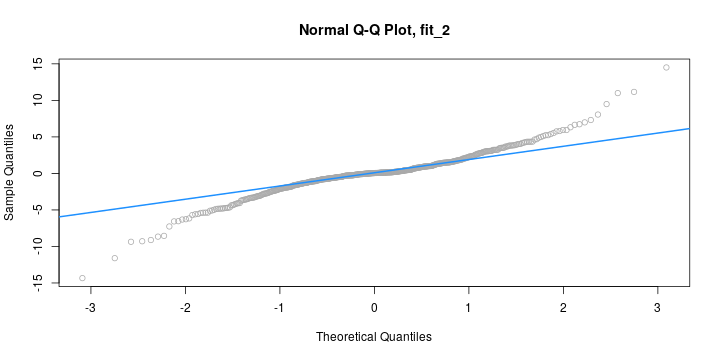 Normal Q-Q Plot, fit_2
Sample Quantiles
15
10
5
0
-5
-10
-15
-3 -2 -1 0 1 2 3
Theoretical Quantiles